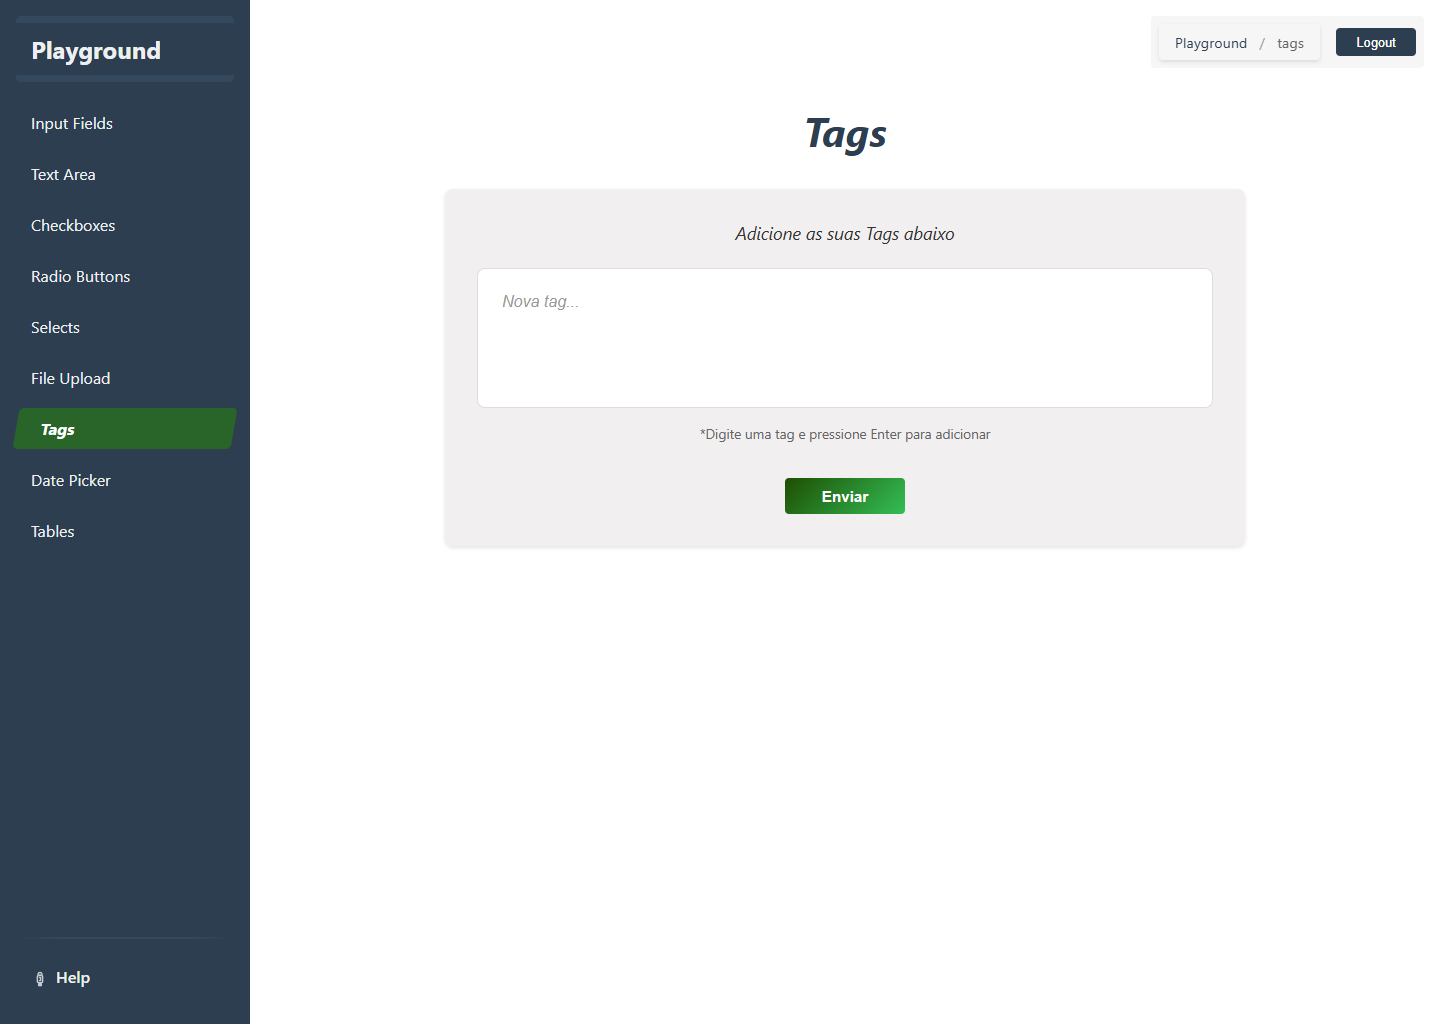 Playground
Input Fields
Text Area
Checkboxes
Radio Buttons
Selects
File Upload
Tags
Date Picker
Tables
Help
Playground / tags
Logout
Tags
Adicione as suas Tags abaixo
Nova tag...
*Digite uma tag e pressione Enter para adicionar
Enviar